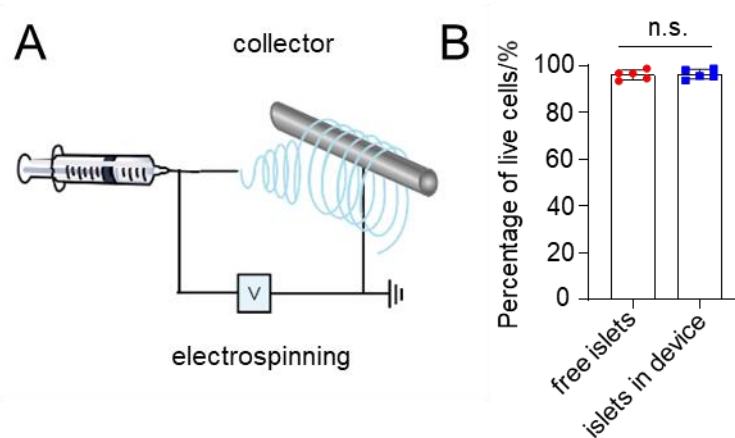 A
collector
V
electrospinning
B
n.s.
Percentage of live cells/%
100
80
60
40
20
0
free islets
islets in device